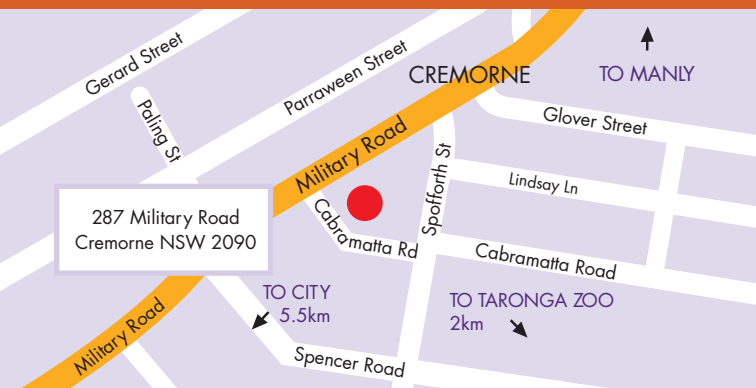 Gerard Street
Parraween Street
CREMORNE
TO MANLY
Paling St
Glover Street
Military Road
Spofforth St
Lindsay Ln
287 Military Road
Cremorne NSW 2090
Cabramatta Rd
Cabramatta Road
TO CITY
5.5km
TO TARONGA ZOO
2km
Military Road
Spencer Road